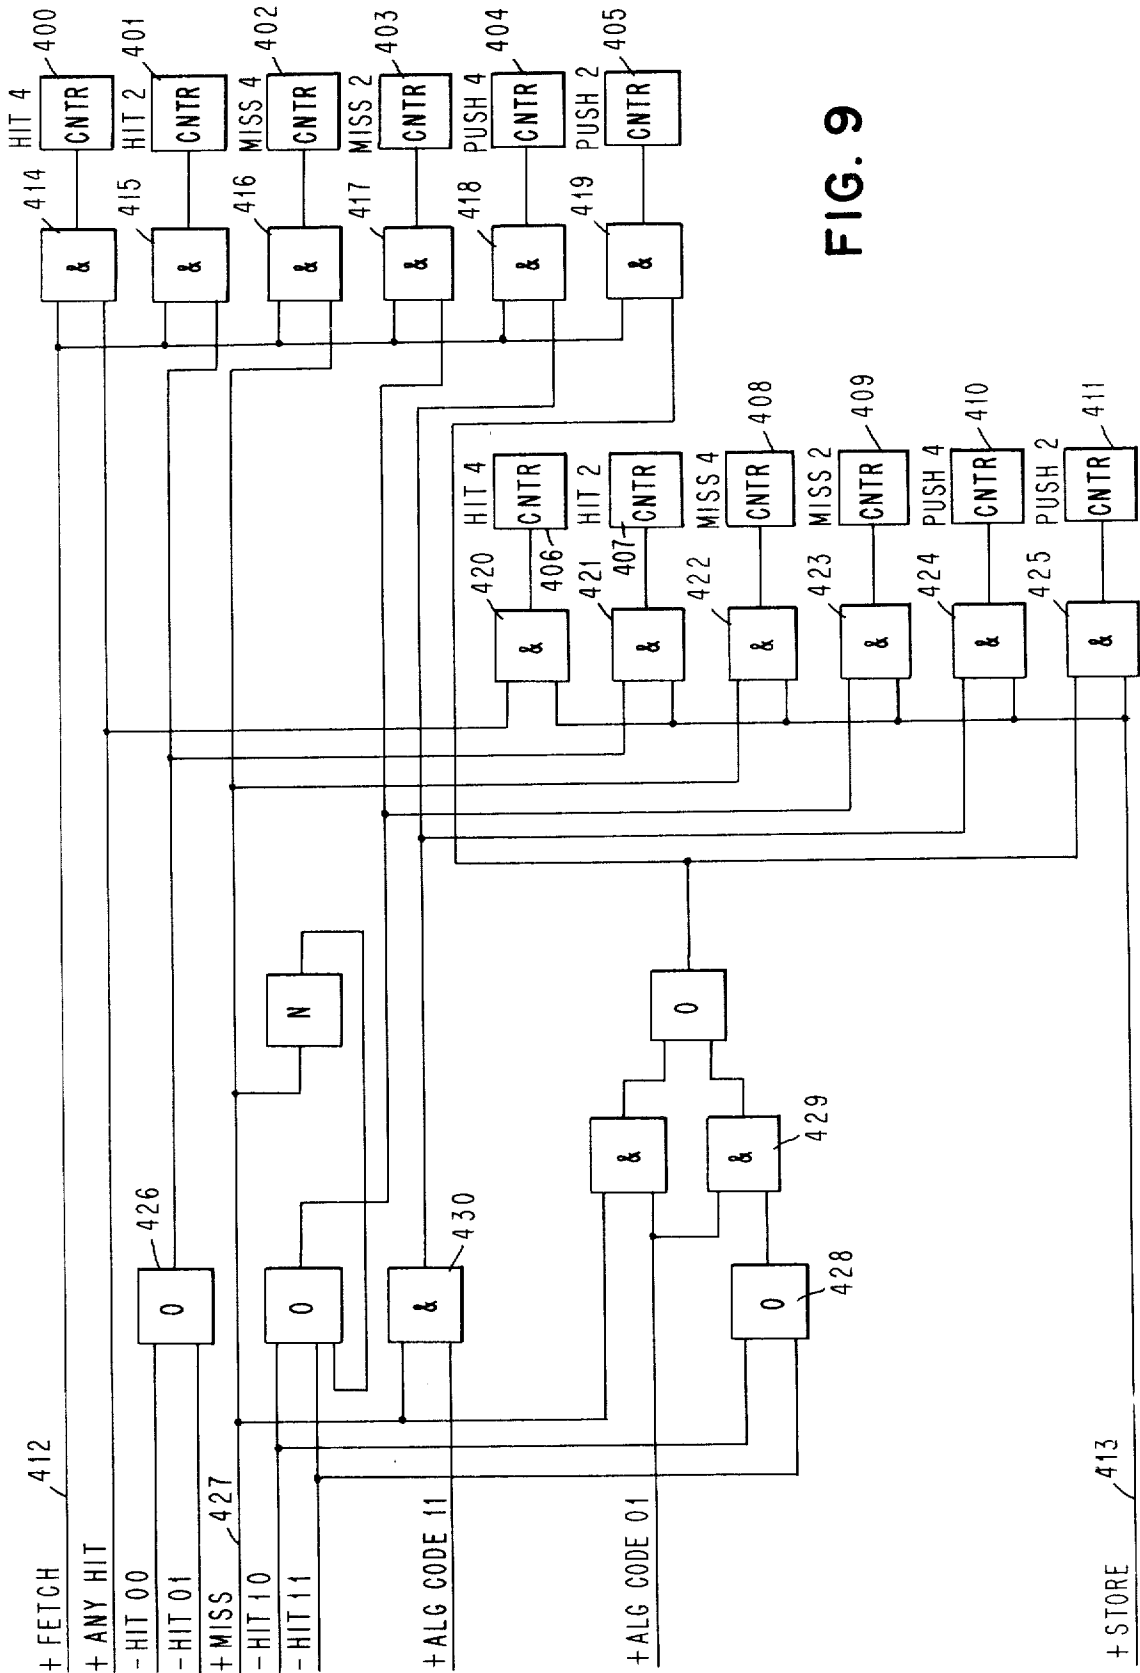 + FETCH
412
+ ANY HIT
- HIT 00
- HIT 01
+ MISS
427
- HIT 10
- HIT 11
+ ALG CODE 11
+ ALG CODE 01
+ STORE
413
O
426
O
N
&
430
&
&
429
O
428
O
&
414
HIT 4
CNTR
400
&
415
HIT 2
CNTR
401
&
416
MISS 4
CNTR
402
&
417
MISS 2
CNTR
403
&
418
PUSH 4
CNTR
404
&
419
PUSH 2
CNTR
405
&
420
HIT 4
CNTR
406
&
421
HIT 2
CNTR
407
&
422
MISS 4
CNTR
408
&
423
MISS 2
CNTR
409
&
424
PUSH 4
CNTR
410
&
425
PUSH 2
CNTR
411
FIG. 9